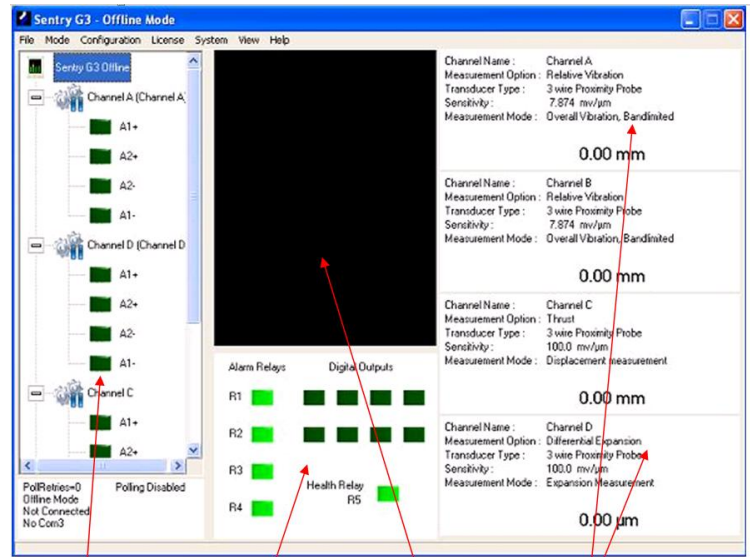 Sentry G3 - Offline Mode
File Mode Configuration License System View Help
Sentry G3 Offline
Channel A (Channel A)
A1+
A2+
A2-
A1-
Channel D (Channel D
A1+
A2+
A2-
A1-
Channel C
A1+
A2+
PollRetries=0 Polling Disabled
Offline Mode
Not Connected
No Com3
Alarm Relays Digital Outputs
R1
R2
R3
R4
Health Relay
R5
Channel Name : Channel A
Measurement Option : Relative Vibration
Transducer Type : 3 wire Proximity Probe
Sensitivity : 7.874 mv/µm
Measurement Mode : Overall Vibration, Bandlimited
0.00 mm
Channel Name : Channel B
Measurement Option : Relative Vibration
Transducer Type : 3 wire Proximity Probe
Sensitivity : 7.874 mv/µm
Measurement Mode : Overall Vibration, Bandlimited
0.00 mm
Channel Name : Channel C
Measurement Option : Thrust
Transducer Type : 3 wire Proximity Probe
Sensitivity : 100.0 mv/µm
Measurement Mode : Displacement measurement
0.00 mm
Channel Name : Channel D
Measurement Option : Differential Expansion
Transducer Type : 3 wire Proximity Probe
Sensitivity : 100.0 mv/µm
Measurement Mode : Expansion Measurement
0.00 µm